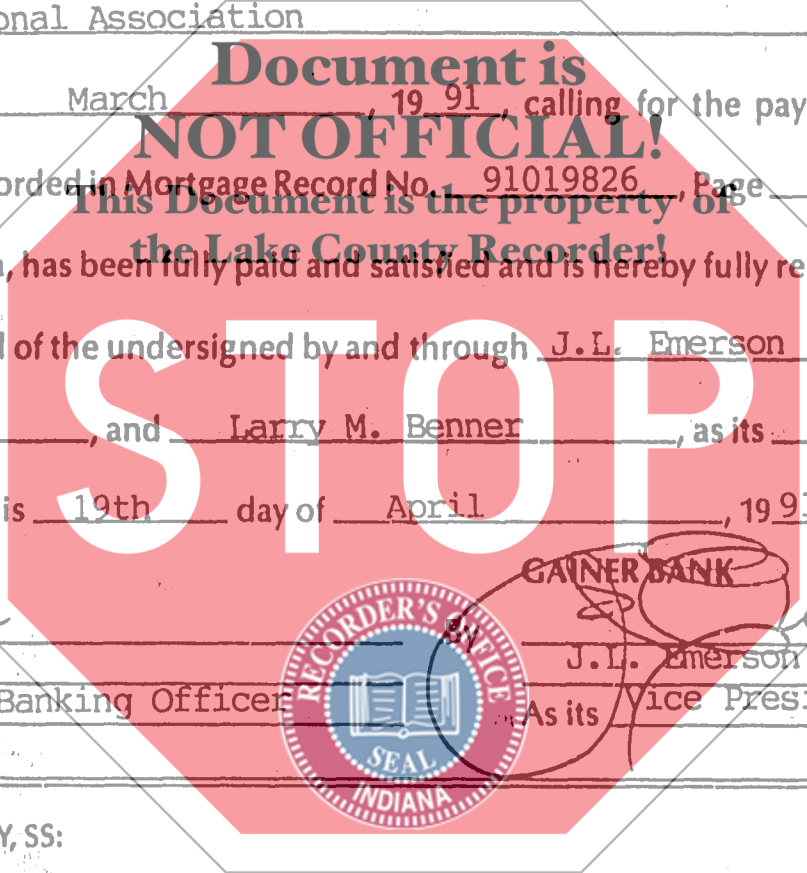 onal Association
Document is
March, 19 91, calling for the pay
NOT OFFICIAL!
orded in Mortgage Record No. 91019826, Page
This Document is the property of
the Lake County Recorder!
, has been fully paid and satisfied and is hereby fully re
of the undersigned by and through J.L. Emerson
STOP
, and Larry M. Benner, as its
is 19th day of April, 19 91
GAINER BANK
By
J.L. Emerson
Banking Officer
As its Vice Presi
RECORDER'S OFFICE
SEAL
INDIANA
Y, SS: